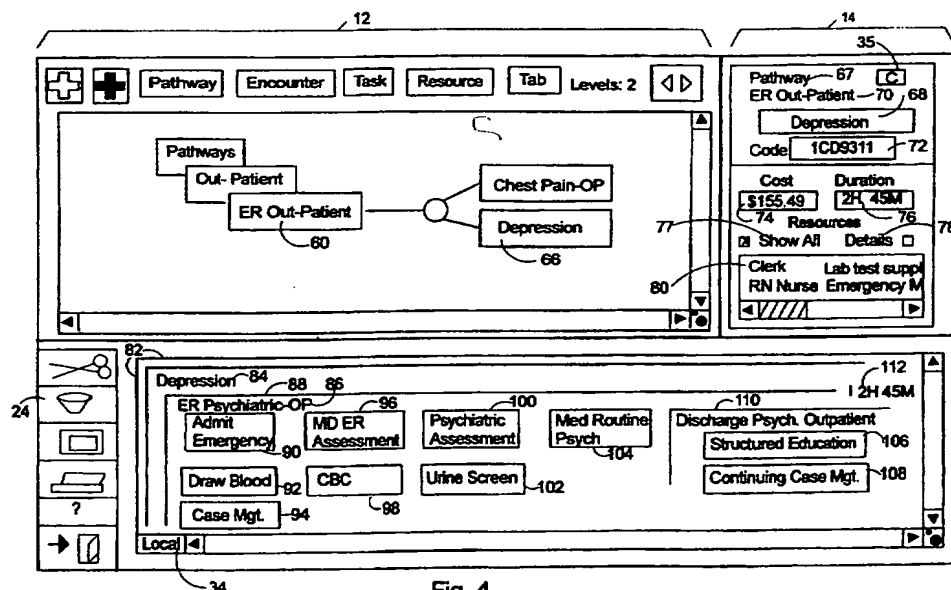 12
14
35
Pathway
Encounter
Task
Resource
Tab
Levels: 2
Pathways
Out- Patient
ER Out-Patient
60
Chest Pain-OP
Depression
66
Pathway 67 C
ER Out-Patient 70 68
Depression
Code 1CD9311 72
Cost Duration
$155.49 2H 45M
74 76
Resources
77 78
Show All Details
80
Clerk Lab test suppl
RN Nurse Emergency M
24
?
82
Depression 84
88
112
2H 45M
ER Psychiatric-OP 86
Admit Emergency 90
MD ER Assessment 96
Psychiatric Assessment 100
Med Routine Psych 104
110
Discharge Psych. Outpatient
Structured Education 106
Draw Blood 92
CBC 98
Urine Screen 102
Continuing Case Mgt. 108
Case Mgt. 94
Local
34
Fig. 4